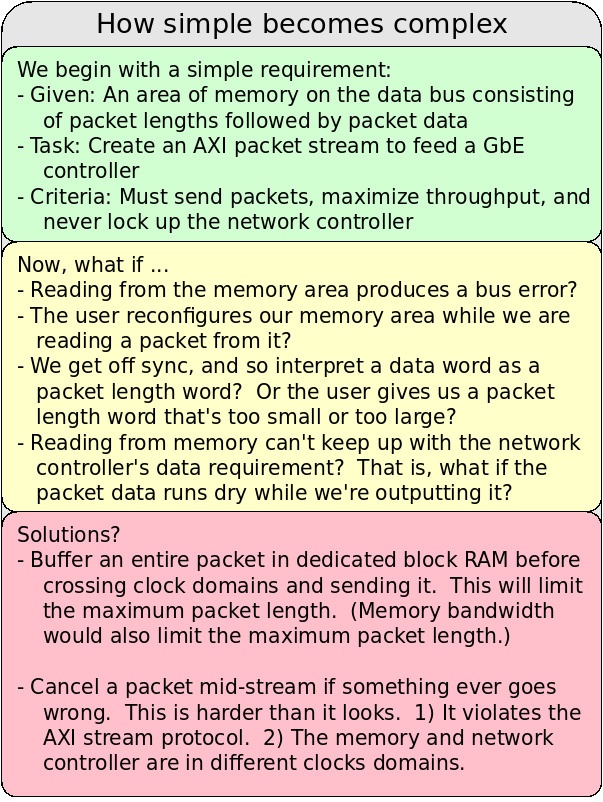 How simple becomes complex
We begin with a simple requirement:
- Given: An area of memory on the data bus consisting
of packet lengths followed by packet data
- Task: Create an AXI packet stream to feed a GbE
controller
- Criteria: Must send packets, maximize throughput, and
never lock up the network controller
Now, what if ...
- Reading from the memory area produces a bus error?
- The user reconfigures our memory area while we are
reading a packet from it?
- We get off sync, and so interpret a data word as a
packet length word?  Or the user gives us a packet
length word that's too small or too large?
- Reading from memory can't keep up with the network
controller's data requirement?  That is, what if the
packet data runs dry while we're outputting it?
Solutions?
- Buffer an entire packet in dedicated block RAM before
crossing clock domains and sending it.  This will limit
the maximum packet length.  (Memory bandwidth
would also limit the maximum packet length.)
- Cancel a packet mid-stream if something ever goes
wrong.  This is harder than it looks.  1) It violates the
AXI stream protocol.  2) The memory and network
controller are in different clocks domains.